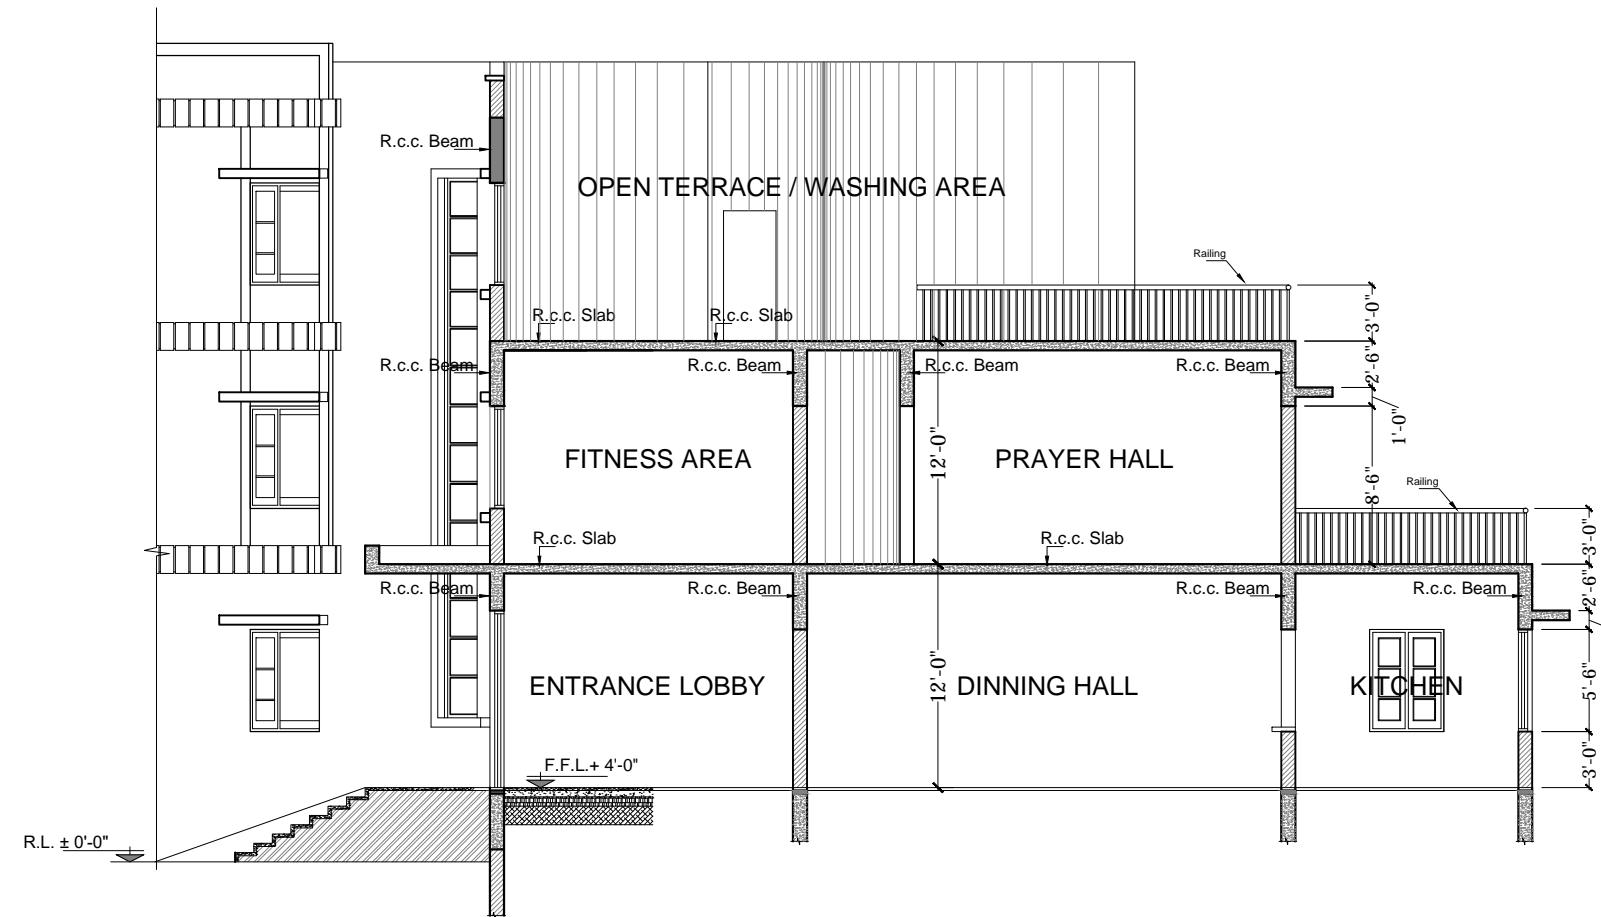 R.c.c. Beam
OPEN TERRACE / WASHING AREA
Railing
R.c.c. Slab
R.c.c. Slab
3'-0"
R.c.c. Beam
R.c.c. Beam
R.c.c. Beam
R.c.c. Beam
2'-6"
1'-0"
FITNESS AREA
12'-0"
PRAYER HALL
8'-6"
Railing
R.c.c. Slab
R.c.c. Slab
3'-0"
R.c.c. Beam
R.c.c. Beam
R.c.c. Beam
R.c.c. Beam
2'-6"
ENTRANCE LOBBY
12'-0"
DINNING HALL
KITCHEN
5'-6"
F.F.L.+ 4'-0"
3'-0"
R.L. ± 0'-0"